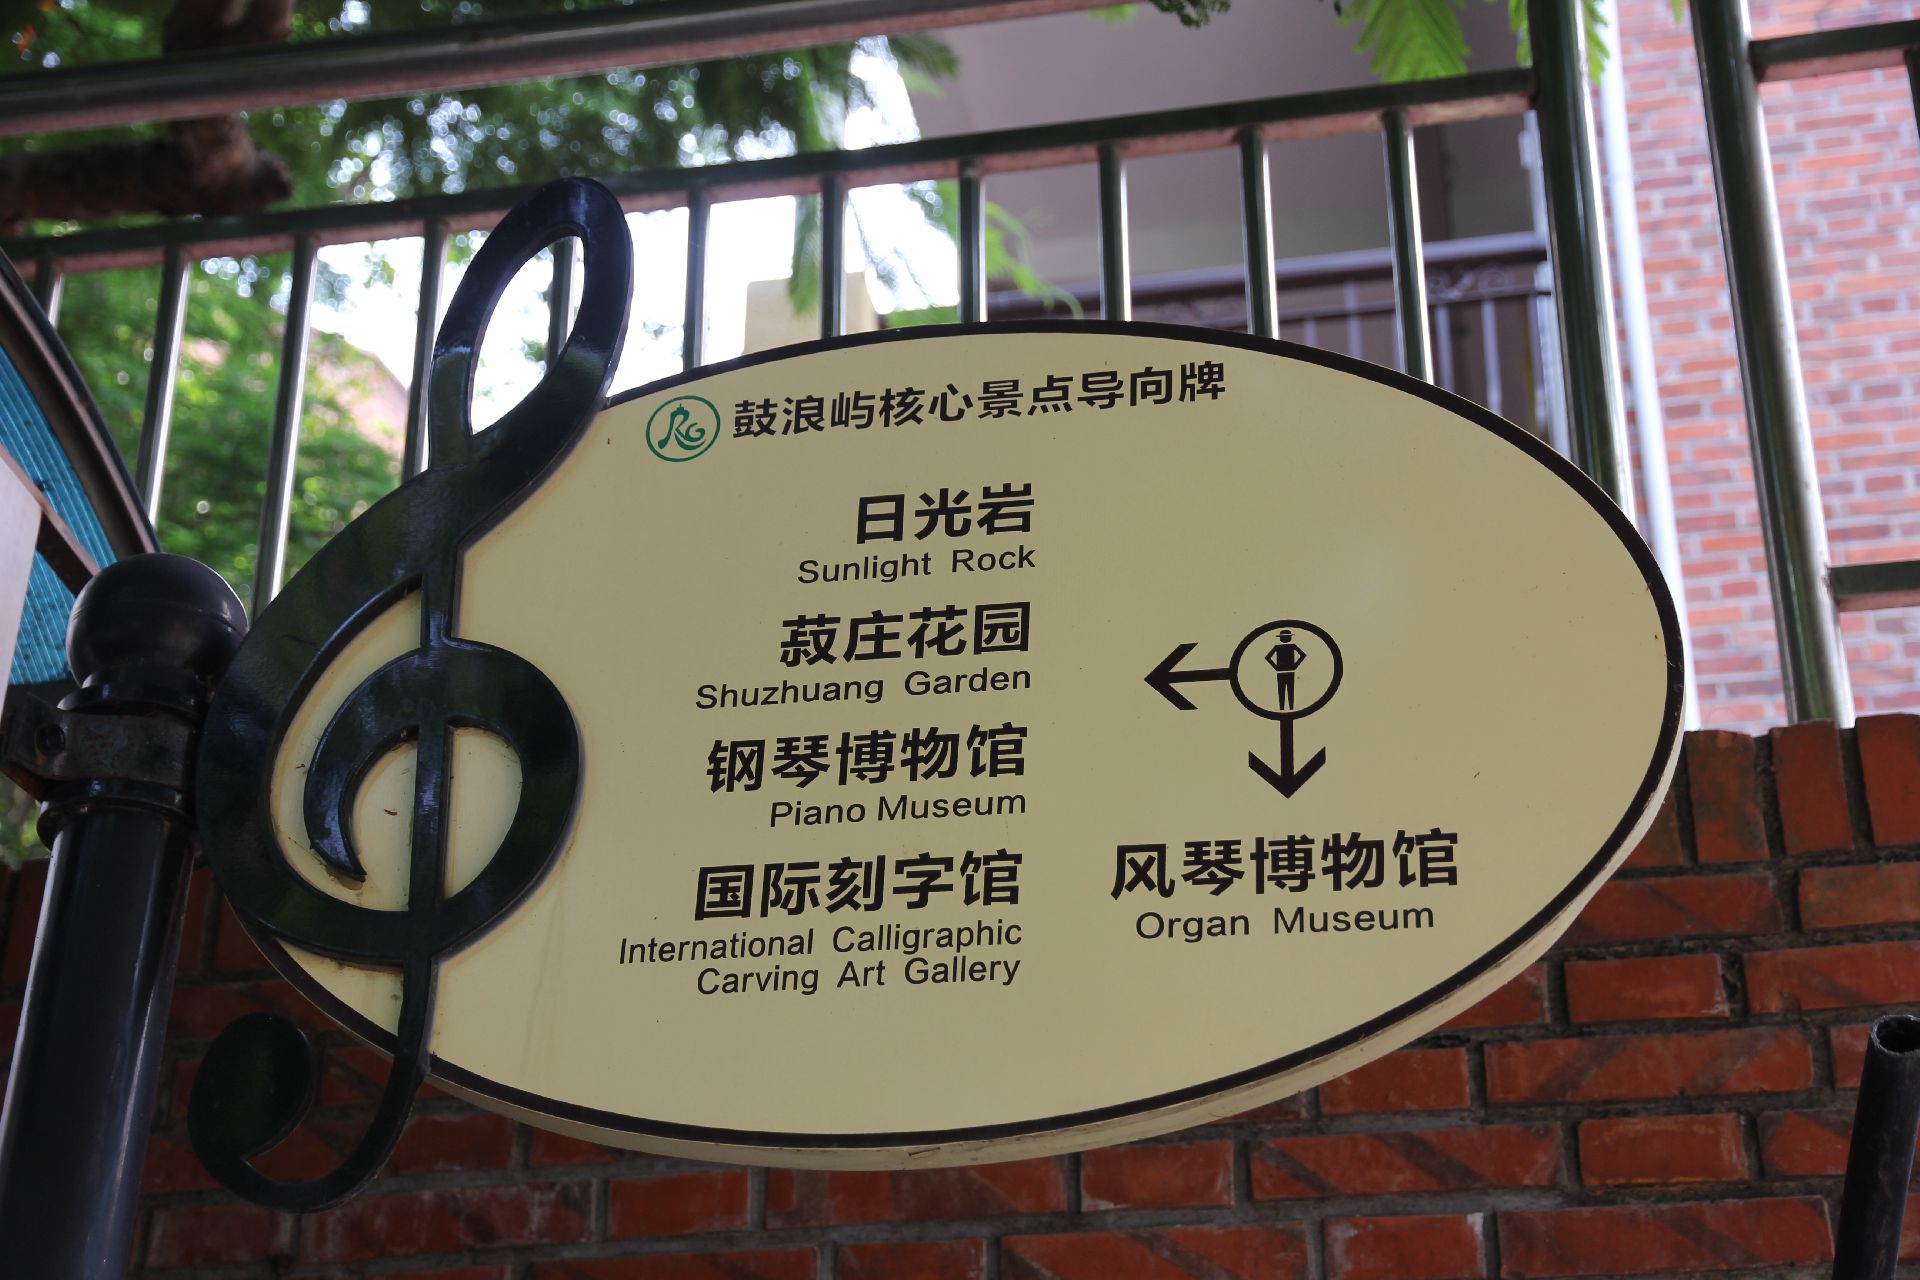 RG 鼓浪屿核心景点导向牌
日光岩
Sunlight Rock
菽庄花园
Shuzhuang Garden
钢琴博物馆
Piano Museum
国际刻字馆
International Calligraphic
Carving Art Gallery
风琴博物馆
Organ Museum